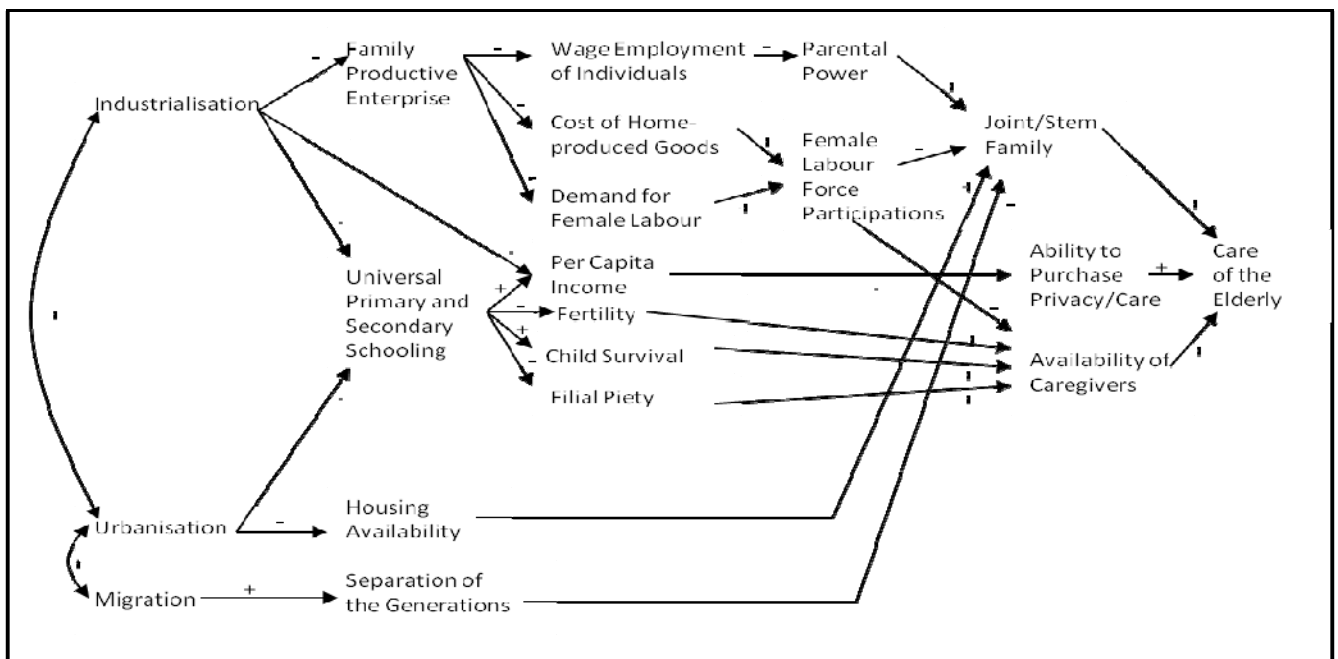 Industrialisation
Family
Productive
Enterprise
Wage Employment
of Individuals
Parental
Power
Cost of Home-
produced Goods
Female
Labour
Force
Participations
Joint/Stem
Family
Demand for
Female Labour
Universal
Primary and
Secondary
Schooling
Per Capita
Income
Fertility
Child Survival
Filial Piety
Ability to
Purchase
Privacy/Care
Care
of the
Elderly
Availability of
Caregivers
Urbanisation
Housing
Availability
Migration
Separation of
the Generations